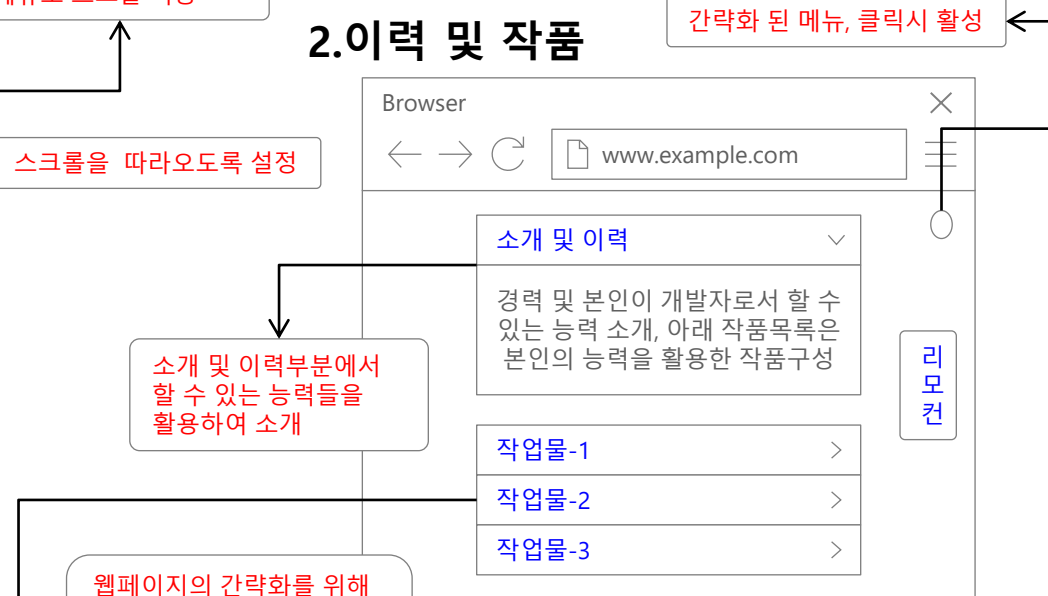 간략화 된 메뉴, 클릭시 활성
2.이력 및 작품
Browser
www.example.com
스크롤을 따라오도록 설정
소개 및 이력
경력 및 본인이 개발자로서 할 수
있는 능력 소개, 아래 작품목록은
본인의 능력을 활용한 작품구성
리
모
컨
소개 및 이력부분에서
할 수 있는 능력들을
활용하여 소개
작업물-1
작업물-2
작업물-3
웹페이지의 간략화를 위해